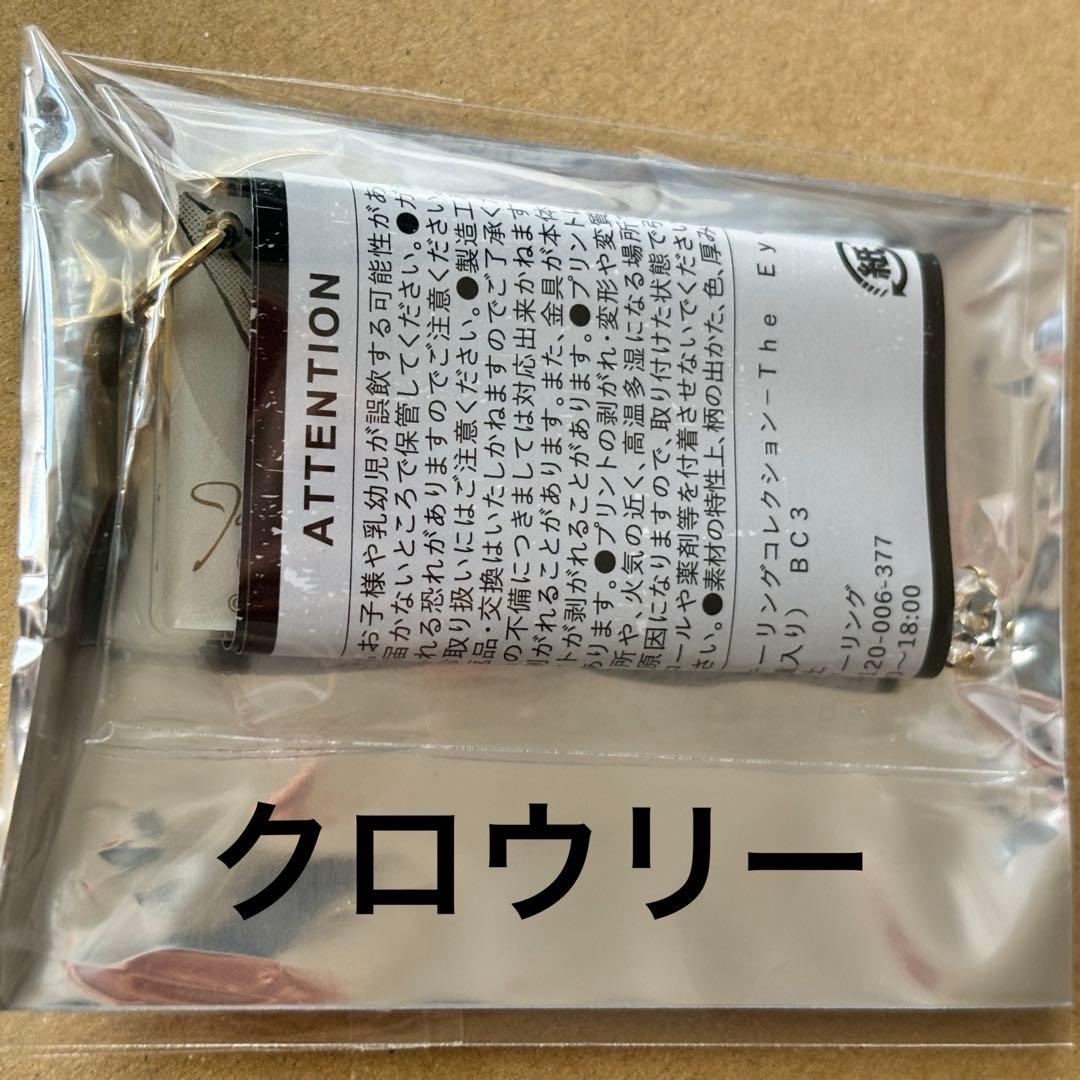 ATTENTION
お子様や乳幼児が誤飲する可能性があ
届かないところで保管してください。●ガ
れる恐れがありますのでご注意ください
取り扱いにはご注意ください。●製造工
品・交換はいたしかねますのでご了承く
の不備につきましては対応出来かねます
剥がれることがあります。また、金具が本体
トが剥がれることがあります。●プリント
ります。●プリントの剥がれ・変形や変質
所や、火気の近く、高温多湿になる場所
原因になりますので、取り付けた状態で
コールや薬剤等を付着させないでください
さい。●素材の特性上、柄の出かた、色、厚み
ーリングコレクション-The Ey
入り) BC3
ーリング
20-006-377
～18:00
紙
クロウリー